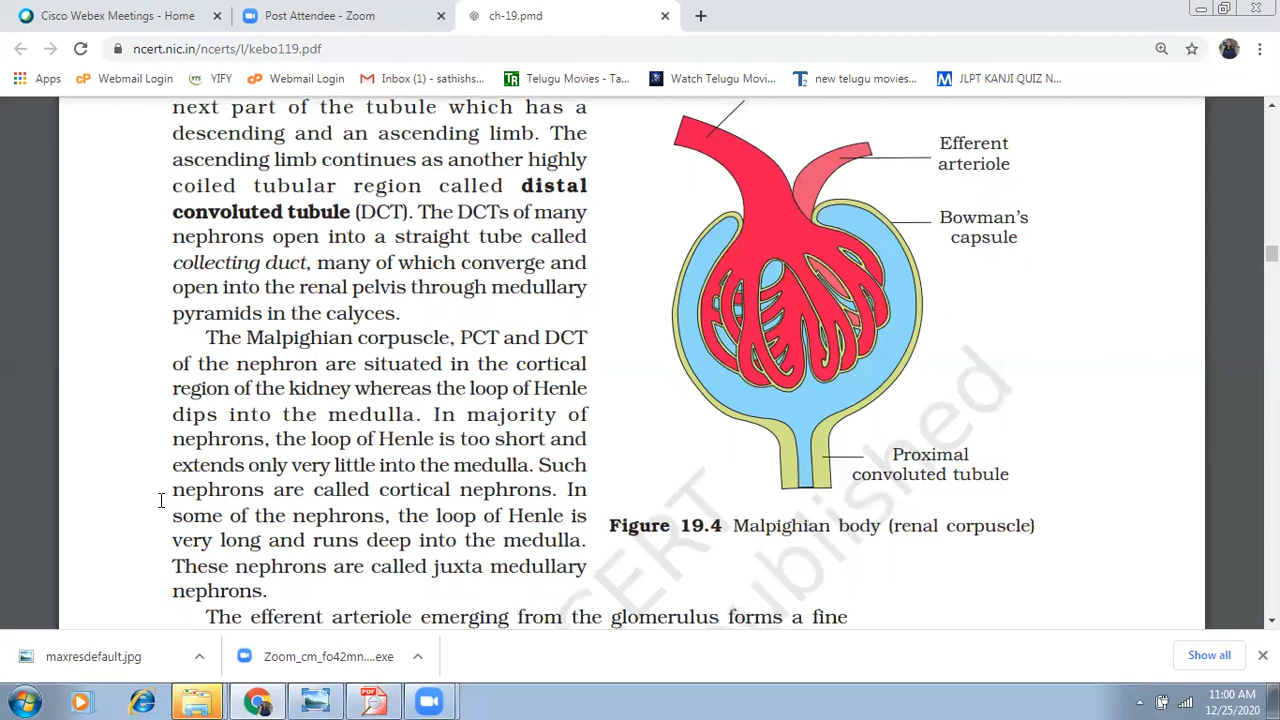 Cisco Webex Meetings - Home
Post Attendee - Zoom
ch-19.pmd
ncert.nic.in/ncerts/l/kebo119.pdf
Apps
Webmail Login
YIFY
Webmail Login
Inbox (1) - sathishs...
Telugu Movies - Ta...
Watch Telugu Movi...
new telugu movies...
JLPT KANJI QUIZ N...
next part of the tubule which has a
descending and an ascending limb. The
ascending limb continues as another highly
coiled tubular region called distal
convoluted tubule (DCT). The DCTs of many
nephrons open into a straight tube called
collecting duct, many of which converge and
open into the renal pelvis through medullary
pyramids in the calyces.
The Malpighian corpuscle, PCT and DCT
of the nephron are situated in the cortical
region of the kidney whereas the loop of Henle
dips into the medulla. In majority of
nephrons, the loop of Henle is too short and
extends only very little into the medulla. Such
nephrons are called cortical nephrons. In
some of the nephrons, the loop of Henle is
very long and runs deep into the medulla.
These nephrons are called juxta medullary
nephrons.
The efferent arteriole emerging from the glomerulus forms a fine
Efferent
arteriole
Bowman's
capsule
Proximal
convoluted tubule
Figure 19.4 Malpighian body (renal corpuscle)
maxresdefault.jpg
Zoom_cm_fo42mn....exe
Show all
11:00 AM
12/25/2020